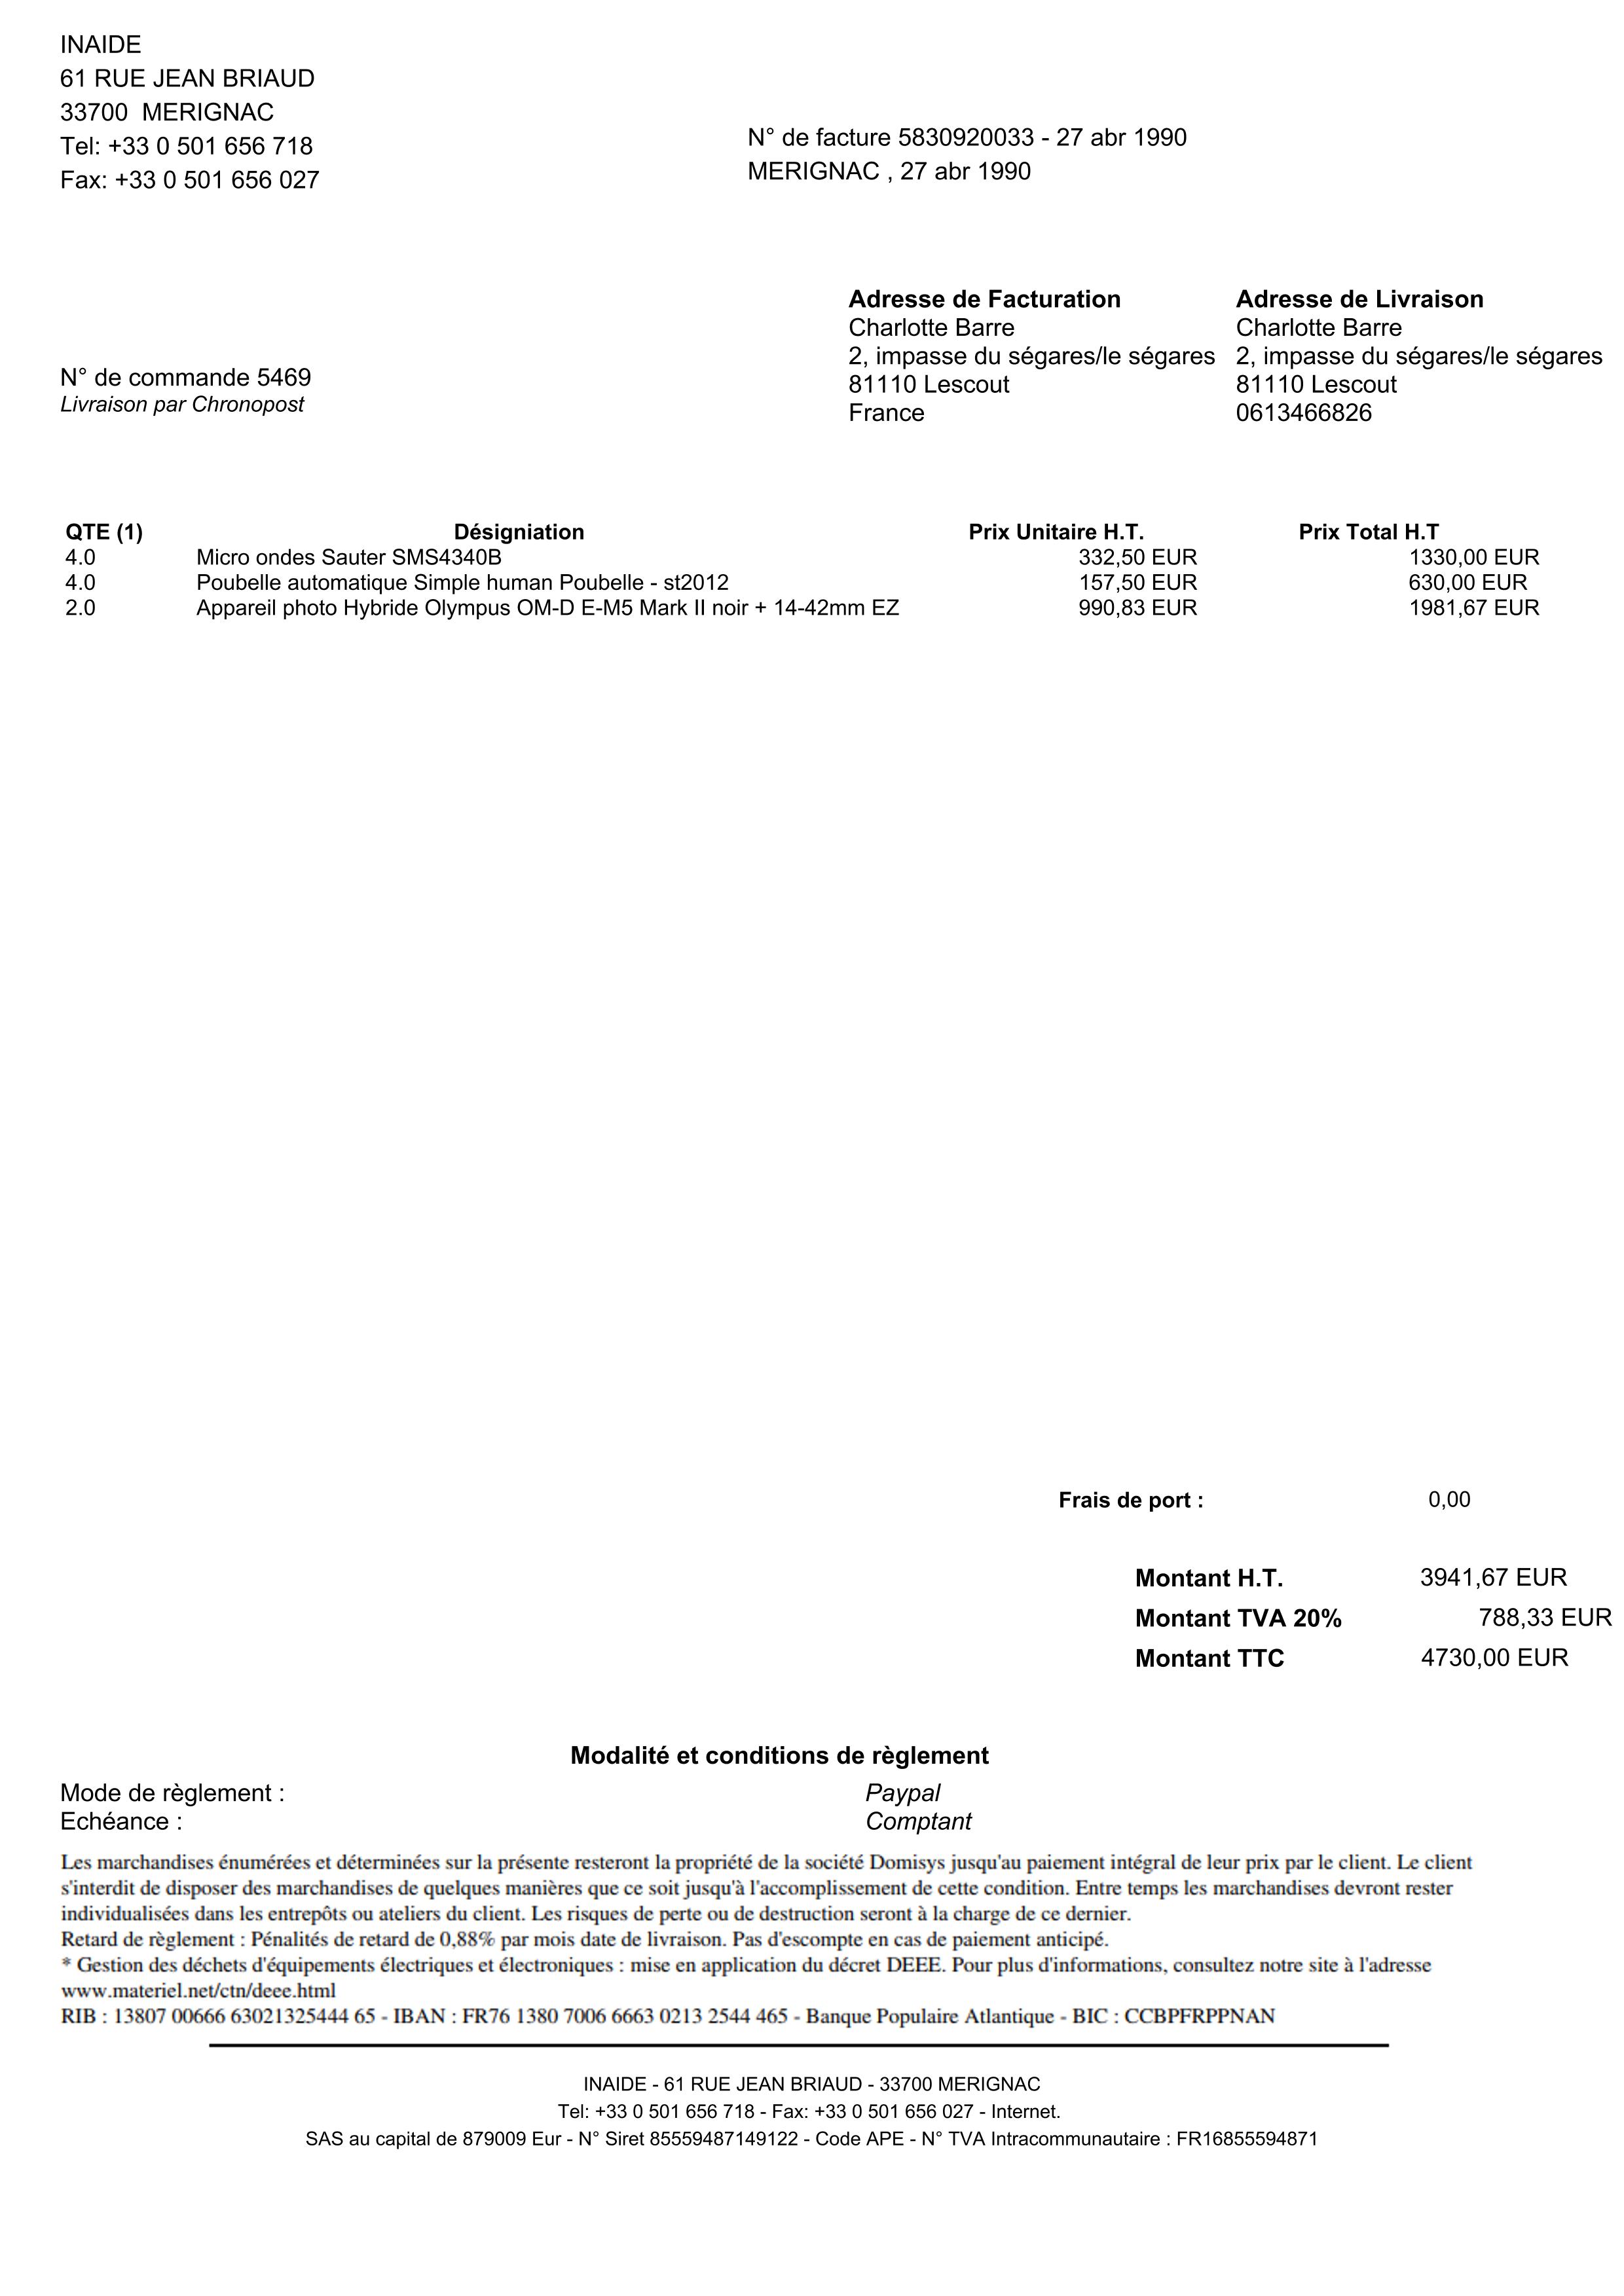 INAIDE
61 RUE JEAN BRIAUD
33700 MERIGNAC
Tel: +33 0 501 656 718
Fax: +33 0 501 656 027
N° de facture 5830920033 - 27 abr 1990
MERIGNAC , 27 abr 1990
N° de commande 5469
Livraison par Chronopost
Adresse de Facturation
Charlotte Barre
2, impasse du ségares/le ségares
81110 Lescout
France
Adresse de Livraison
Charlotte Barre
2, impasse du ségares/le ségares
81110 Lescout
0613466826
QTE (1) Désigniation Prix Unitaire H.T. Prix Total H.T
4.0 Micro ondes Sauter SMS4340B 332,50 EUR 1330,00 EUR
4.0 Poubelle automatique Simple human Poubelle - st2012 157,50 EUR 630,00 EUR
2.0 Appareil photo Hybride Olympus OM-D E-M5 Mark II noir + 14-42mm EZ 990,83 EUR 1981,67 EUR
Frais de port : 0,00
Montant H.T. 3941,67 EUR
Montant TVA 20% 788,33 EUR
Montant TTC 4730,00 EUR
Modalité et conditions de règlement
Mode de règlement : Paypal
Echéance : Comptant
Les marchandises énumérées et déterminées sur la présente resteront la propriété de la société Domisys jusqu'au paiement intégral de leur prix par le client. Le client
s'interdit de disposer des marchandises de quelques manières que ce soit jusqu'à l'accomplissement de cette condition. Entre temps les marchandises devront rester
individualisées dans les entrepôts ou ateliers du client. Les risques de perte ou de destruction seront à la charge de ce dernier.
Retard de règlement : Pénalités de retard de 0,88% par mois date de livraison. Pas d'escompte en cas de paiement anticipé.
* Gestion des déchets d'équipements électriques et électroniques : mise en application du décret DEEE. Pour plus d'informations, consultez notre site à l'adresse
www.materiel.net/ctn/deee.html
RIB : 13807 00666 63021325444 65 - IBAN : FR76 1380 7006 6663 0213 2544 465 - Banque Populaire Atlantique - BIC : CCBPFRPPNAN
INAIDE - 61 RUE JEAN BRIAUD - 33700 MERIGNAC
Tel: +33 0 501 656 718 - Fax: +33 0 501 656 027 - Internet.
SAS au capital de 879009 Eur - N° Siret 85559487149122 - Code APE - N° TVA Intracommunautaire : FR16855594871